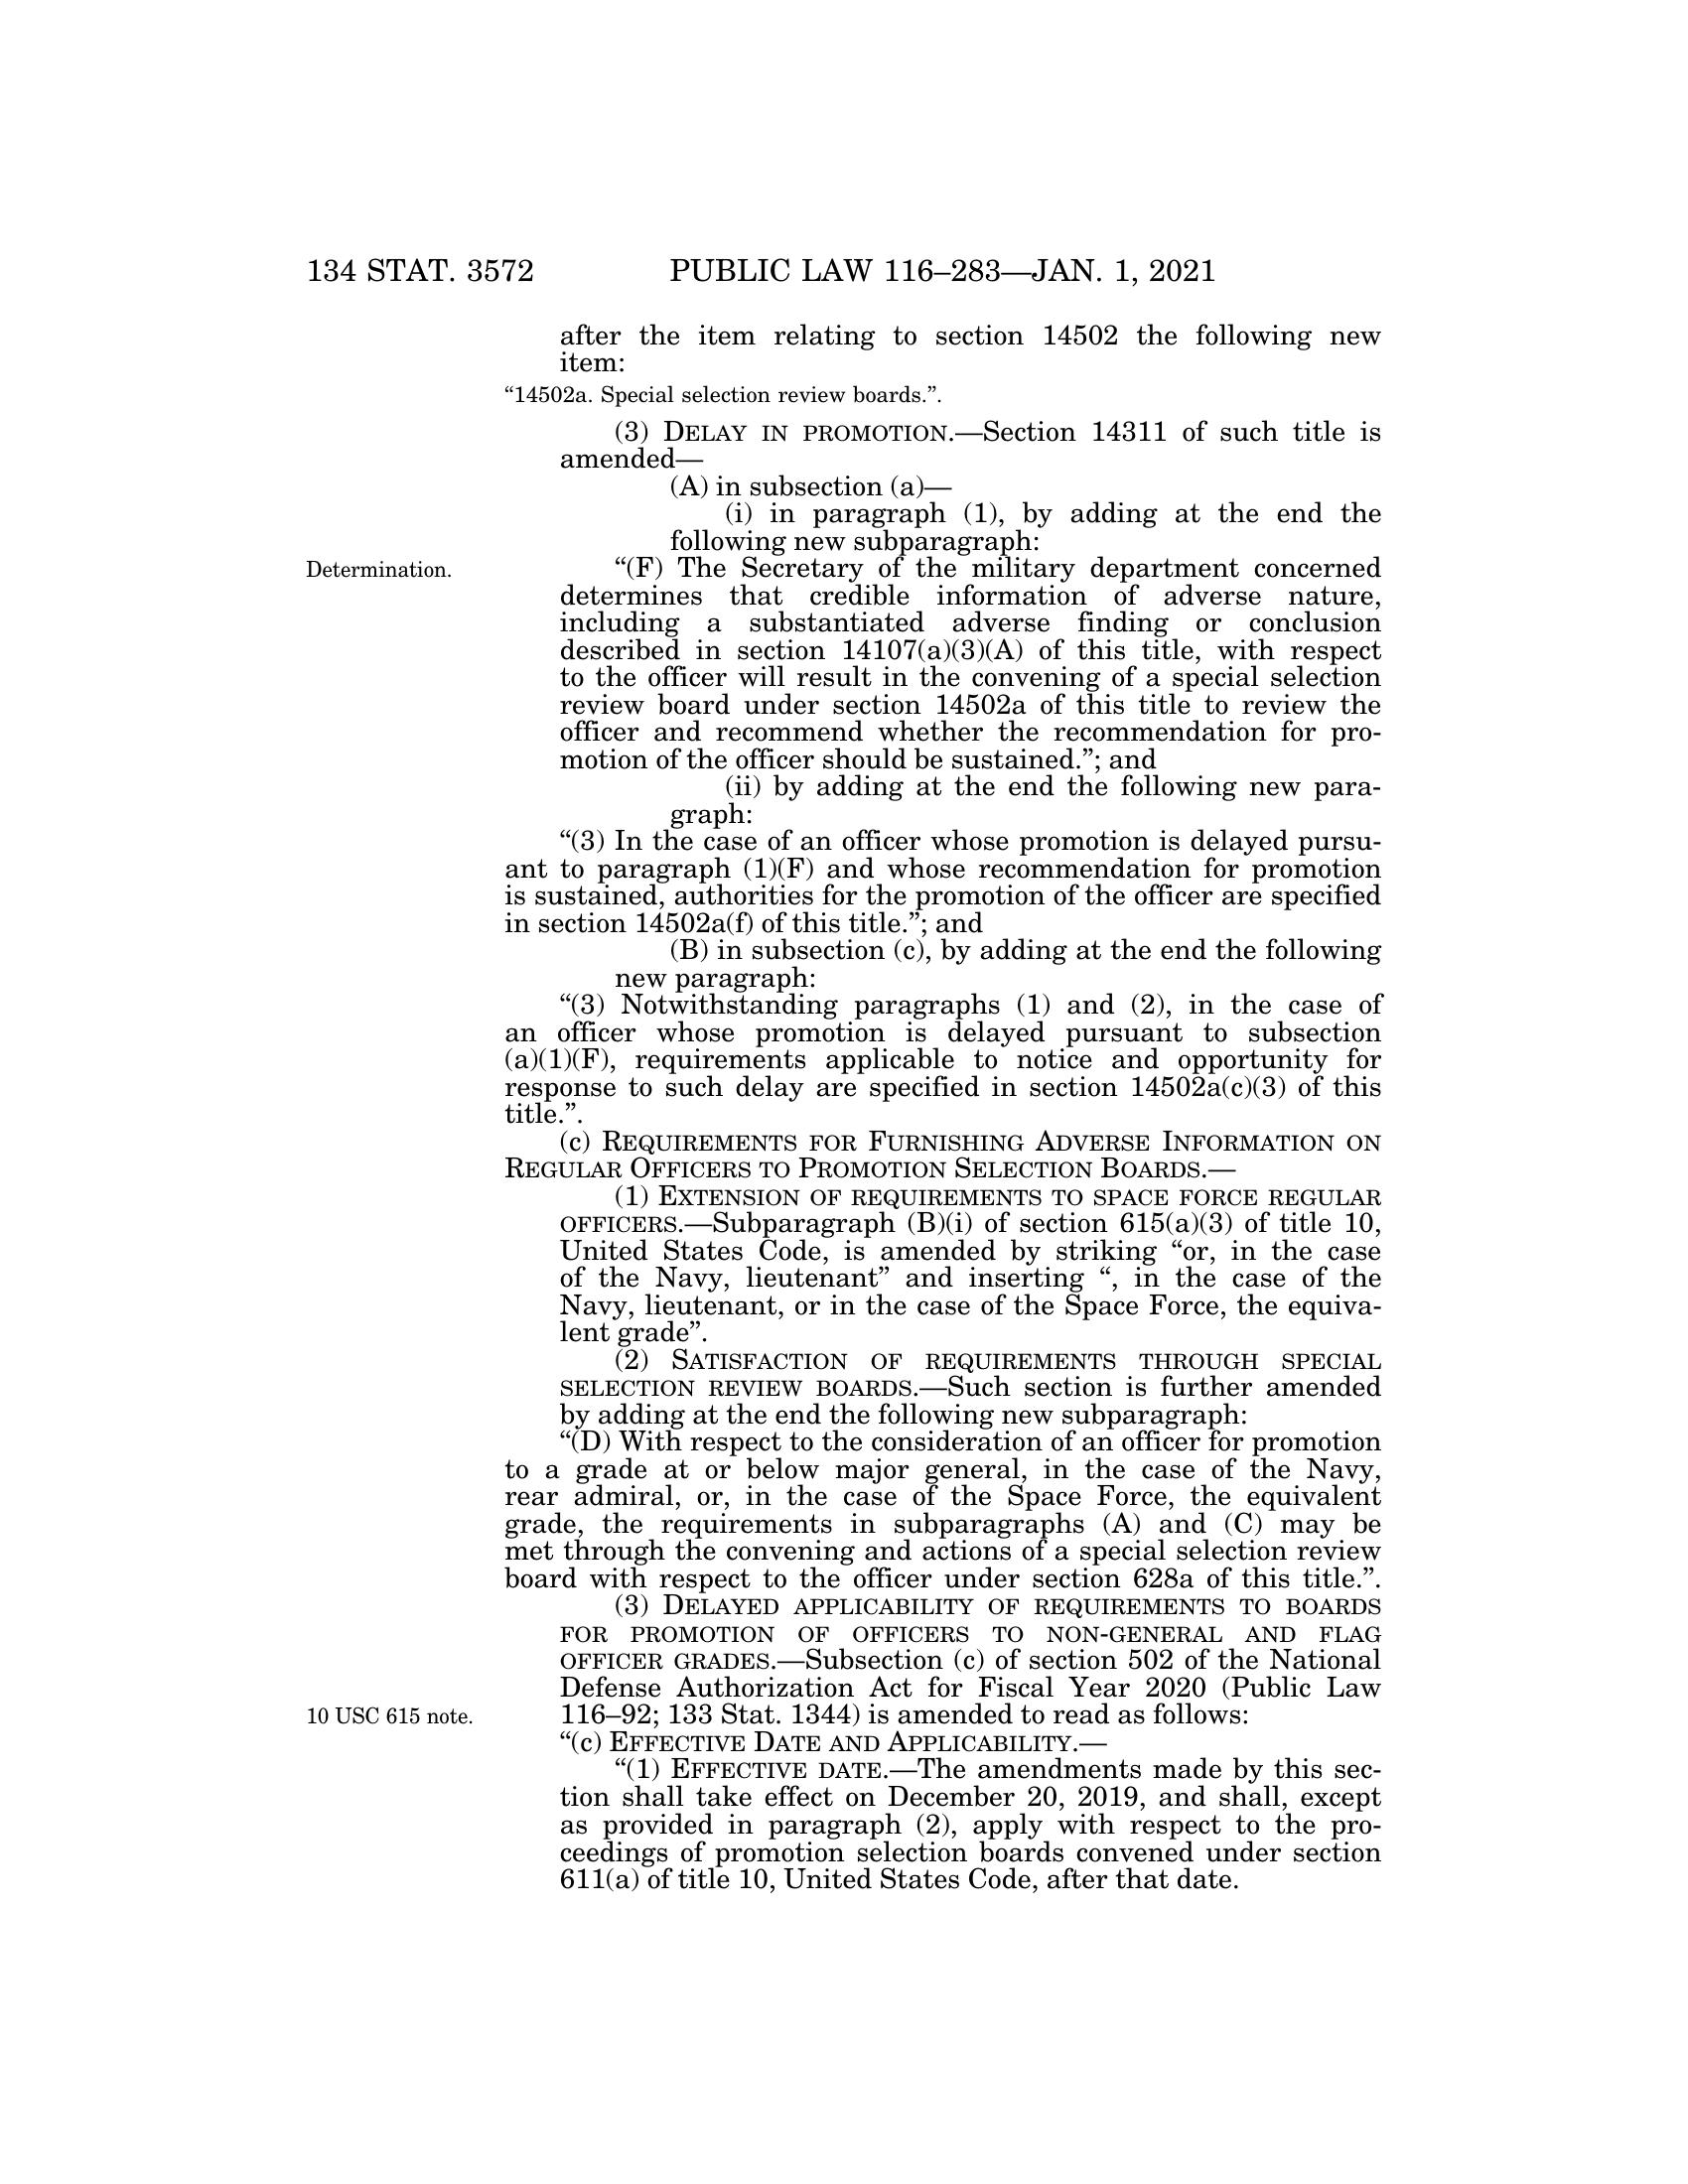 134 STAT. 3572 PUBLIC LAW 116–283—JAN. 1, 2021
after the item relating to section 14502 the following new
item:
“14502a. Special selection review boards.”.
(3) DELAY IN PROMOTION.—Section 14311 of such title is
amended—
(A) in subsection (a)—
(i) in paragraph (1), by adding at the end the
following new subparagraph:
Determination.
“(F) The Secretary of the military department concerned
determines that credible information of adverse nature,
including a substantiated adverse finding or conclusion
described in section 14107(a)(3)(A) of this title, with respect
to the officer will result in the convening of a special selection
review board under section 14502a of this title to review the
officer and recommend whether the recommendation for pro-
motion of the officer should be sustained.”; and
(ii) by adding at the end the following new para-
graph:
“(3) In the case of an officer whose promotion is delayed pursu-
ant to paragraph (1)(F) and whose recommendation for promotion
is sustained, authorities for the promotion of the officer are specified
in section 14502a(f) of this title.”; and
(B) in subsection (c), by adding at the end the following
new paragraph:
“(3) Notwithstanding paragraphs (1) and (2), in the case of
an officer whose promotion is delayed pursuant to subsection
(a)(1)(F), requirements applicable to notice and opportunity for
response to such delay are specified in section 14502a(c)(3) of this
title.”.
(c) REQUIREMENTS FOR FURNISHING ADVERSE INFORMATION ON
REGULAR OFFICERS TO PROMOTION SELECTION BOARDS.—
(1) EXTENSION OF REQUIREMENTS TO SPACE FORCE REGULAR
OFFICERS.—Subparagraph (B)(i) of section 615(a)(3) of title 10,
United States Code, is amended by striking “or, in the case
of the Navy, lieutenant” and inserting “, in the case of the
Navy, lieutenant, or in the case of the Space Force, the equiva-
lent grade”.
(2) SATISFACTION OF REQUIREMENTS THROUGH SPECIAL
SELECTION REVIEW BOARDS.—Such section is further amended
by adding at the end the following new subparagraph:
“(D) With respect to the consideration of an officer for promotion
to a grade at or below major general, in the case of the Navy,
rear admiral, or, in the case of the Space Force, the equivalent
grade, the requirements in subparagraphs (A) and (C) may be
met through the convening and actions of a special selection review
board with respect to the officer under section 628a of this title.”.
(3) DELAYED APPLICABILITY OF REQUIREMENTS TO BOARDS
FOR PROMOTION OF OFFICERS TO NON-GENERAL AND FLAG
OFFICER GRADES.—Subsection (c) of section 502 of the National
Defense Authorization Act for Fiscal Year 2020 (Public Law
10 USC 615 note.
116–92; 133 Stat. 1344) is amended to read as follows:
“(c) EFFECTIVE DATE AND APPLICABILITY.—
“(1) EFFECTIVE DATE.—The amendments made by this sec-
tion shall take effect on December 20, 2019, and shall, except
as provided in paragraph (2), apply with respect to the pro-
ceedings of promotion selection boards convened under section
611(a) of title 10, United States Code, after that date.